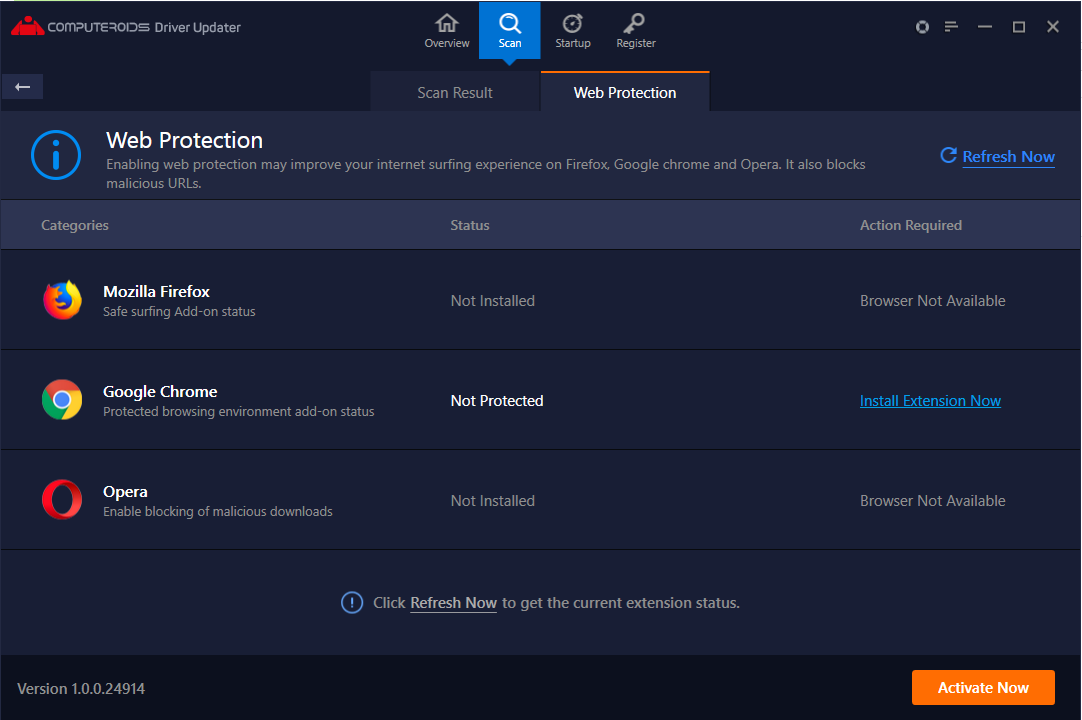 COMPUTEROIDS Driver Updater
Overview
Scan
Startup
Register
Scan Result
Web Protection
Web Protection
Enabling web protection may improve your internet surfing experience on Firefox, Google chrome and Opera. It also blocks
malicious URLs.
Refresh Now
Categories Status Action Required
Mozilla Firefox
Safe surfing Add-on status
Not Installed
Browser Not Available
Google Chrome
Protected browsing environment add-on status
Not Protected
Install Extension Now
Opera
Enable blocking of malicious downloads
Not Installed
Browser Not Available
Click Refresh Now to get the current extension status.
Version 1.0.0.24914
Activate Now